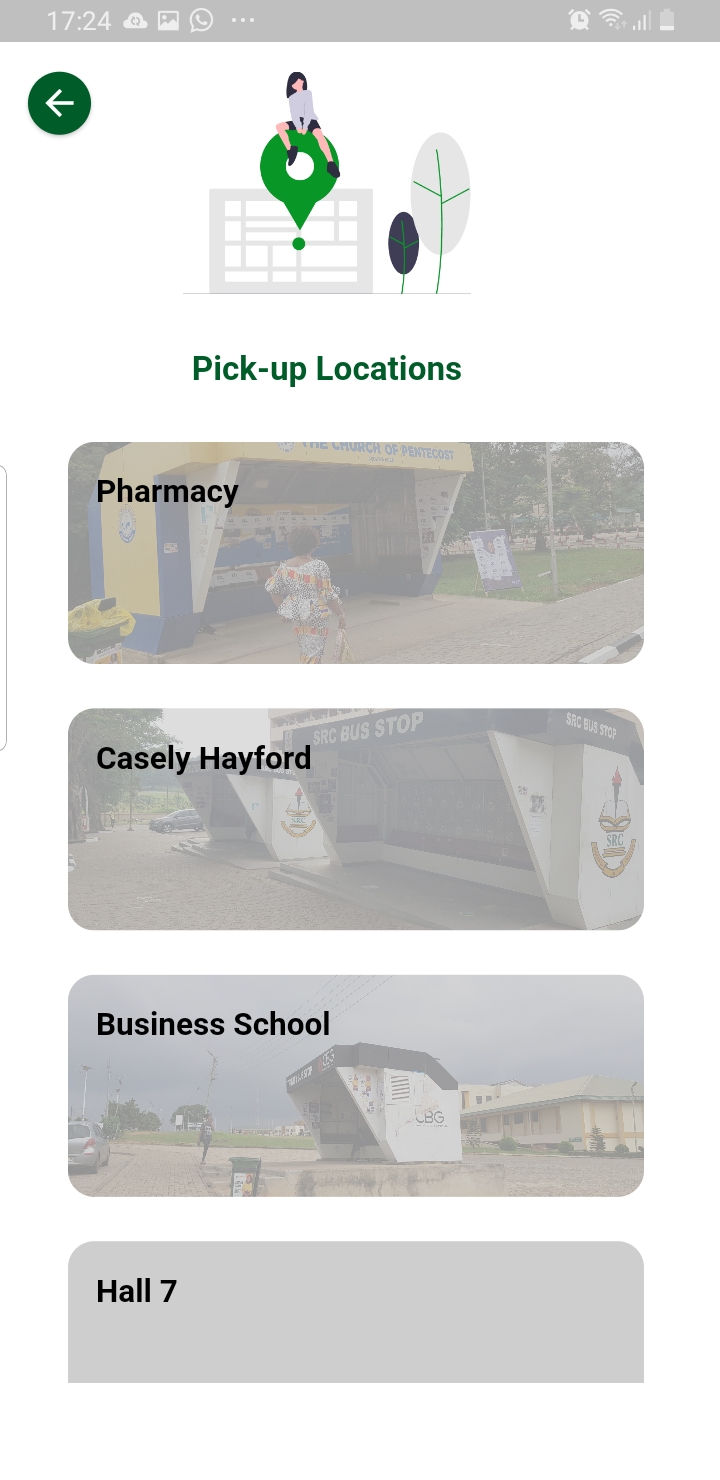 17:24
Pick-up Locations
THE CHURCH OF PENTECOST
Pharmacy
SRC BUS STOP
SRC BUS STOP
Casely Hayford
SRC
SRC
Business School
CBG
Hall 7